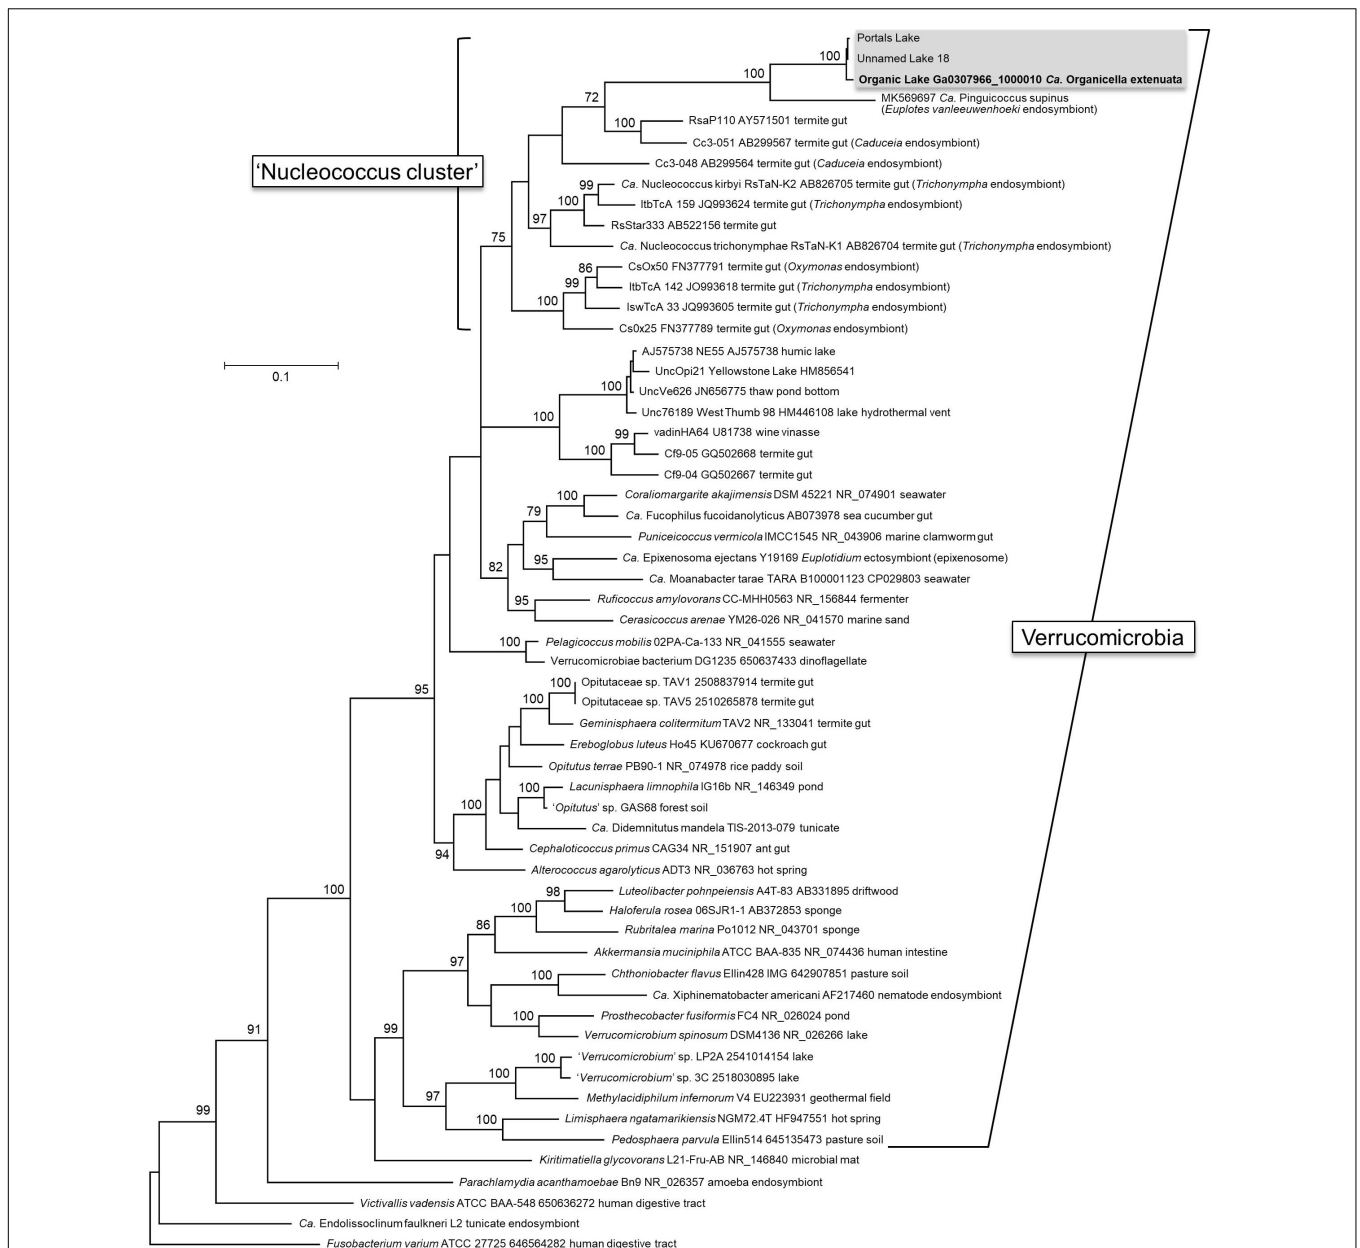 Portals Lake
100
Unnamed Lake 18
100
Organic Lake Ga0307966_1000010 Ca. Organicella extenuata
MK569697 Ca. Pinguicoccus supinus
(Euplotes vanleeuwenhoeki endosymbiont)
72
RsaP110 AY571501 termite gut
100
Cc3-051 AB299567 termite gut (Caduceia endosymbiont)
'Nucleococcus cluster'
Cc3-048 AB299564 termite gut (Caduceia endosymbiont)
99
Ca. Nucleococcus kirbyi RsTaN-K2 AB826705 termite gut (Trichonympha endosymbiont)
100
ItbTcA 159 JQ993624 termite gut (Trichonympha endosymbiont)
97
RsStar333 AB522156 termite gut
75
Ca. Nucleococcus trichonymphae RsTaN-K1 AB826704 termite gut (Trichonympha endosymbiont)
86
CsOx50 FN377791 termite gut (Oxymonas endosymbiont)
99
ItbTcA 142 JO993618 termite gut (Trichonympha endosymbiont)
100
IswTcA 33 JQ993605 termite gut (Trichonympha endosymbiont)
Cs0x25 FN377789 termite gut (Oxymonas endosymbiont)
AJ575738 NE55 AJ575738 humic lake
0.1
UncOpi21 Yellowstone Lake HM856541
100
UncVe626 JN656775 thaw pond bottom
100
Unc76189 West Thumb 98 HM446108 lake hydrothermal vent
99
vadinHA64 U81738 wine vinasse
100
Cf9-05 GQ502668 termite gut
Cf9-04 GQ502667 termite gut
100
Coraliomargarite akajimensis DSM 45221 NR_074901 seawater
79
Ca. Fucophilus fucoidanolyticus AB073978 sea cucumber gut
Puniceicoccus vermicola IMCC1545 NR_043906 marine clamworm gut
95
Ca. Epixenosoma ejectans Y19169 Euplotidium ectosymbiont (epixenosome)
82
Ca. Moanabacter tarae TARA B100001123 CP029803 seawater
95
Ruficoccus amylovorans CC-MHH0563 NR_156844 fermenter
Cerasicoccus arenae YM26-026 NR_041570 marine sand
Verrucomicrobia
100
Pelagicoccus mobilis 02PA-Ca-133 NR_041555 seawater
Verrucomicrobiae bacterium DG1235 650637433 dinoflagellate
95
100
Opitutaceae sp. TAV1 2508837914 termite gut
100
Opitutaceae sp. TAV5 2510265878 termite gut
Geminisphaera colitermitum TAV2 NR_133041 termite gut
Ereboglobus luteus Ho45 KU670677 cockroach gut
Opitutus terrae PB90-1 NR_074978 rice paddy soil
100
Lacunisphaera limnophila IG16b NR_146349 pond
100
'Opitutus' sp. GAS68 forest soil
Ca. Didemnitutus mandela TIS-2013-079 tunicate
94
Cephaloticoccus primus CAG34 NR_151907 ant gut
Alterococcus agarolyticus ADT3 NR_036763 hot spring
100
98
Luteolibacter pohnpeiensis A4T-83 AB331895 driftwood
100
Haloferula rosea 06SJR1-1 AB372853 sponge
86
Rubritalea marina Po1012 NR_043701 sponge
97
Akkermansia muciniphila ATCC BAA-835 NR_074436 human intestine
100
Chthoniobacter flavus Ellin428 IMG 642907851 pasture soil
Ca. Xiphinematobacter americani AF217460 nematode endosymbiont
100
Prosthecobacter fusiformis FC4 NR_026024 pond
91
99
Verrucomicrobium spinosum DSM4136 NR_026266 lake
100
'Verrucomicrobium' sp. LP2A 2541014154 lake
100
'Verrucomicrobium' sp. 3C 2518030895 lake
97
Methylacidiphilum infernorum V4 EU223931 geothermal field
99
100
Limisphaera ngatamarikiensis NGM72.4T HF947551 hot spring
Pedosphaera parvula Ellin514 645135473 pasture soil
Kiritimatiella glycovorans L21-Fru-AB NR_146840 microbial mat
Parachlamydia acanthamoebae Bn9 NR_026357 amoeba endosymbiont
Victivallis vadensis ATCC BAA-548 650636272 human digestive tract
Ca. Endolissoclinum faulkneri L2 tunicate endosymbiont
Fusobacterium varium ATCC 27725 646564282 human digestive tract